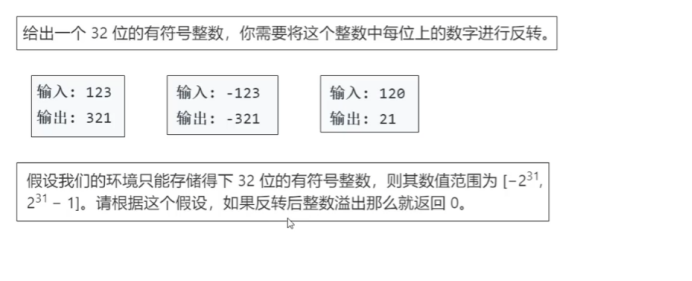 给出一个 32 位的有符号整数，你需要将这个整数中每位上的数字进行反转。
输入: 123
输出: 321
输入: -123
输出: -321
输入: 120
输出: 21
假设我们的环境只能存储得下 32 位的有符号整数，则其数值范围为 [−2³¹,
2³¹ − 1]。请根据这个假设，如果反转后整数溢出那么就返回 0。